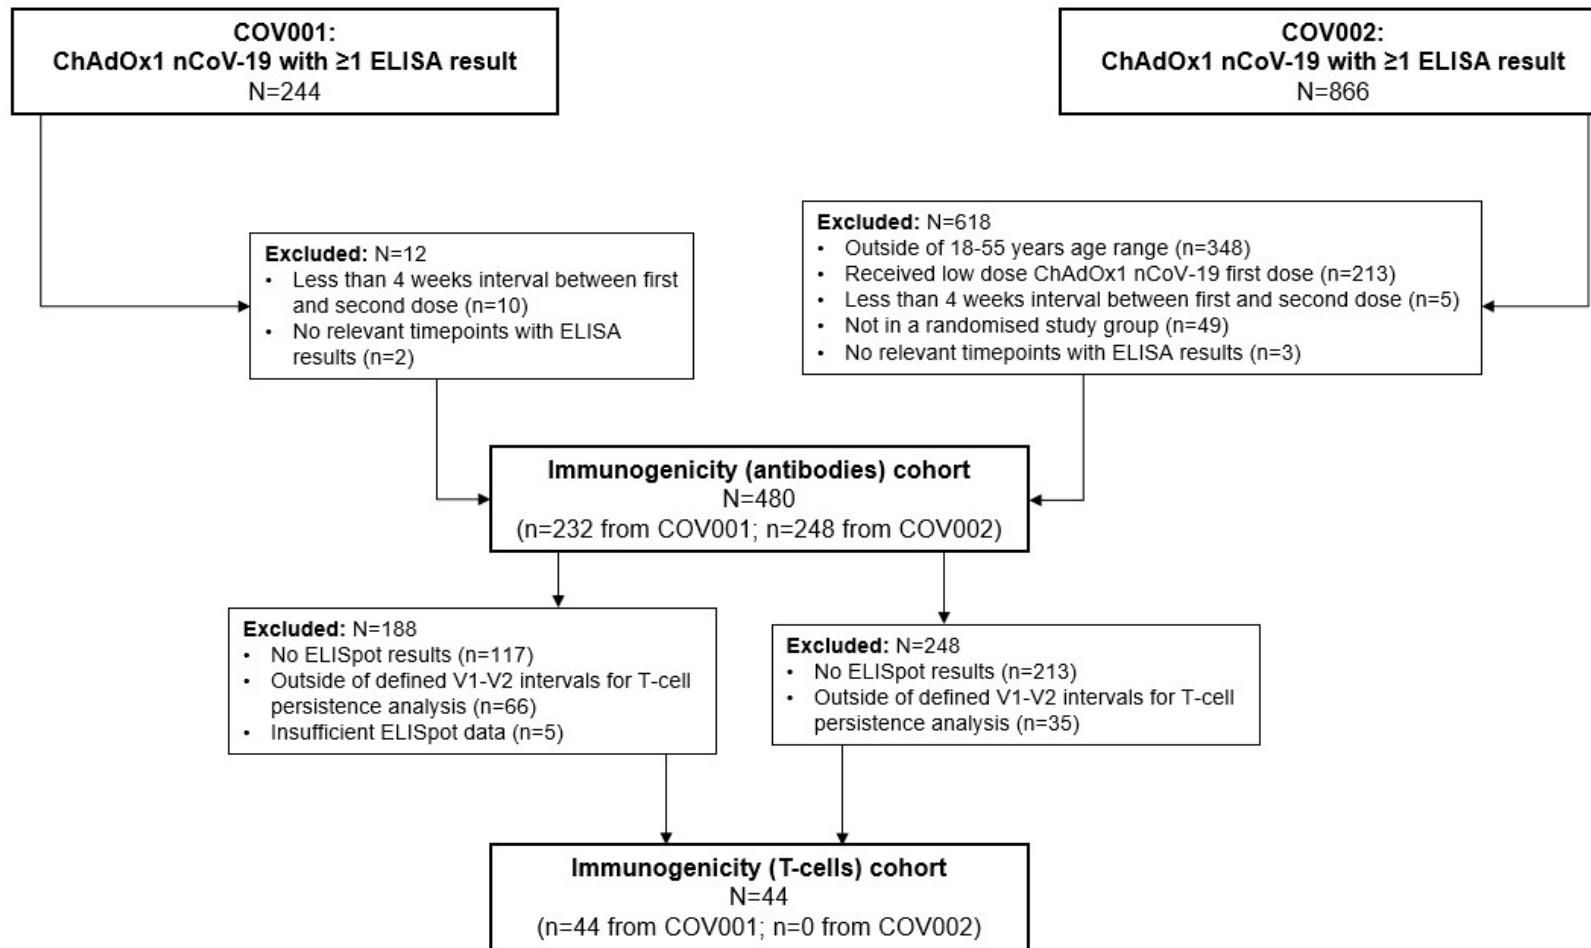 COV001:
ChAdOx1 nCoV-19 with ≥1 ELISA result
N=244
COV002:
ChAdOx1 nCoV-19 with ≥1 ELISA result
N=866
Excluded: N=12
• Less than 4 weeks interval between first
and second dose (n=10)
• No relevant timepoints with ELISA
results (n=2)
Excluded: N=618
• Outside of 18-55 years age range (n=348)
• Received low dose ChAdOx1 nCoV-19 first dose (n=213)
• Less than 4 weeks interval between first and second dose (n=5)
• Not in a randomised study group (n=49)
• No relevant timepoints with ELISA results (n=3)
Immunogenicity (antibodies) cohort
N=480
(n=232 from COV001; n=248 from COV002)
Excluded: N=188
• No ELISpot results (n=117)
• Outside of defined V1-V2 intervals for T-cell
persistence analysis (n=66)
• Insufficient ELISpot data (n=5)
Excluded: N=248
• No ELISpot results (n=213)
• Outside of defined V1-V2 intervals for T-cell
persistence analysis (n=35)
Immunogenicity (T-cells) cohort
N=44
(n=44 from COV001; n=0 from COV002)